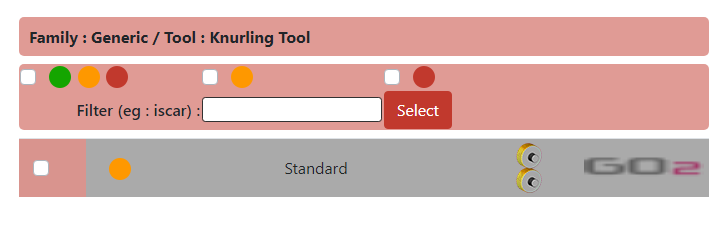 Family : Generic / Tool : Knurling Tool
Filter (eg : iscar) : Select
Standard GO2